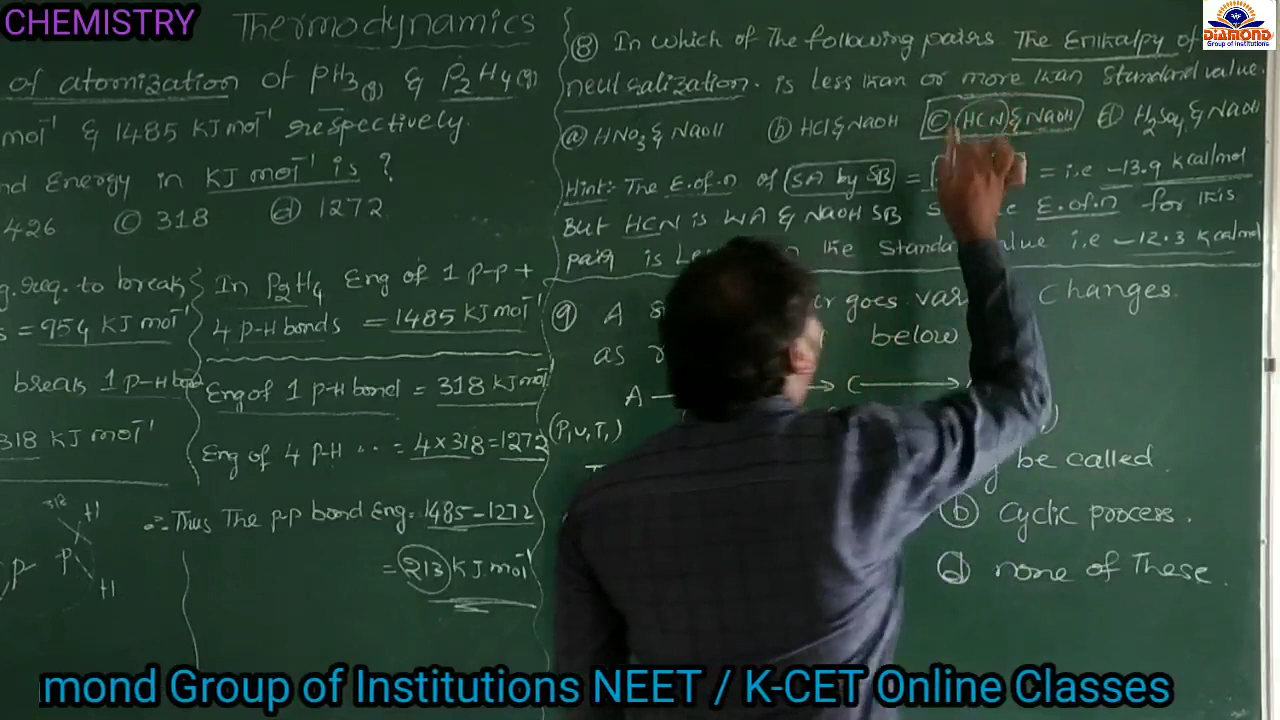 CHEMISTRY
DIAMOND
Group of Institutions
Thermodynamics
of atomization of PH3(g) & P2H4(g)
mol⁻¹ & 1485 KJ mol⁻¹ respectively.
Energy in KJ mol⁻¹ is ?
426 ⓒ 318 ⓓ 1272
req. to break
= 954 KJ mol⁻¹
breaks 1 P-H bond
318 KJ mol⁻¹
In P2H4 Eng of 1 P-P +
4 P-H bonds = 1485 KJ mol⁻¹
Eng of 1 P-H bond = 318 KJ mol⁻¹
Eng of 4 P-H " = 4×318 = 1272
∴ Thus The P-P bond Eng = 1485 – 1272
= 213 KJ mol⁻¹
318
H
P
H
⑧ In which of The following pairs The Enthalpy of
neutralization is less than or more than Standard value.
ⓐ HNO3 & NaOH ⓑ HCl & NaOH ⓒ HCN & NaOH ⓓ H2SO4 & NaOH
Hint:- The E.of.n of SA by SB = = i.e –13.9 Kcal/mol
But HCN is WA & NaOH SB E.of.n for this
pair is the Standard value i.e –12.3 Kcal/mol
⑨ A goes changes
as below
A → C →
(P1 V1 T1)
be called.
ⓑ cyclic process.
ⓓ none of These.
mond Group of Institutions NEET / K-CET Online Classes